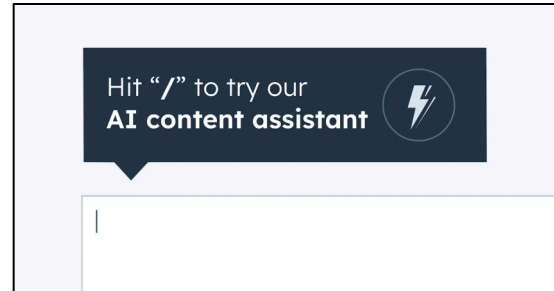 Hit “/” to try our
AI content assistant